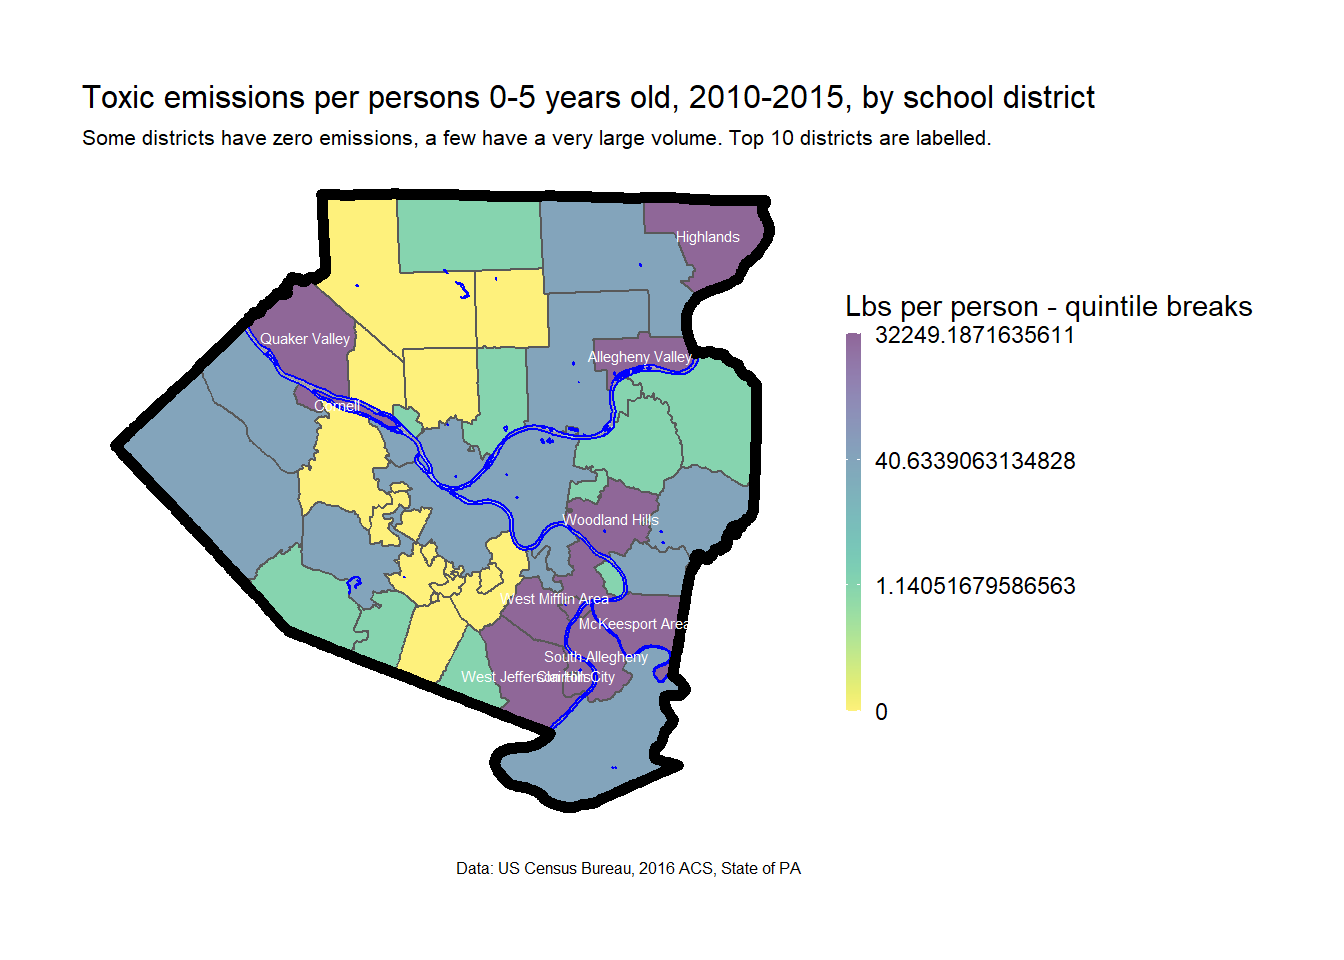 Toxic emissions per persons 0-5 years old, 2010-2015, by school district
Some districts have zero emissions, a few have a very large volume. Top 10 districts are labelled.
Highlands
Quaker Valley
Allegheny Valley
Cornell
Woodland Hills
West Mifflin Area
McKeesport Area
South Allegheny
West Jefferson Hills
Clairton City
Lbs per person - quintile breaks
32249.1871635611
40.6339063134828
1.14051679586563
0
Data: US Census Bureau, 2016 ACS, State of PA